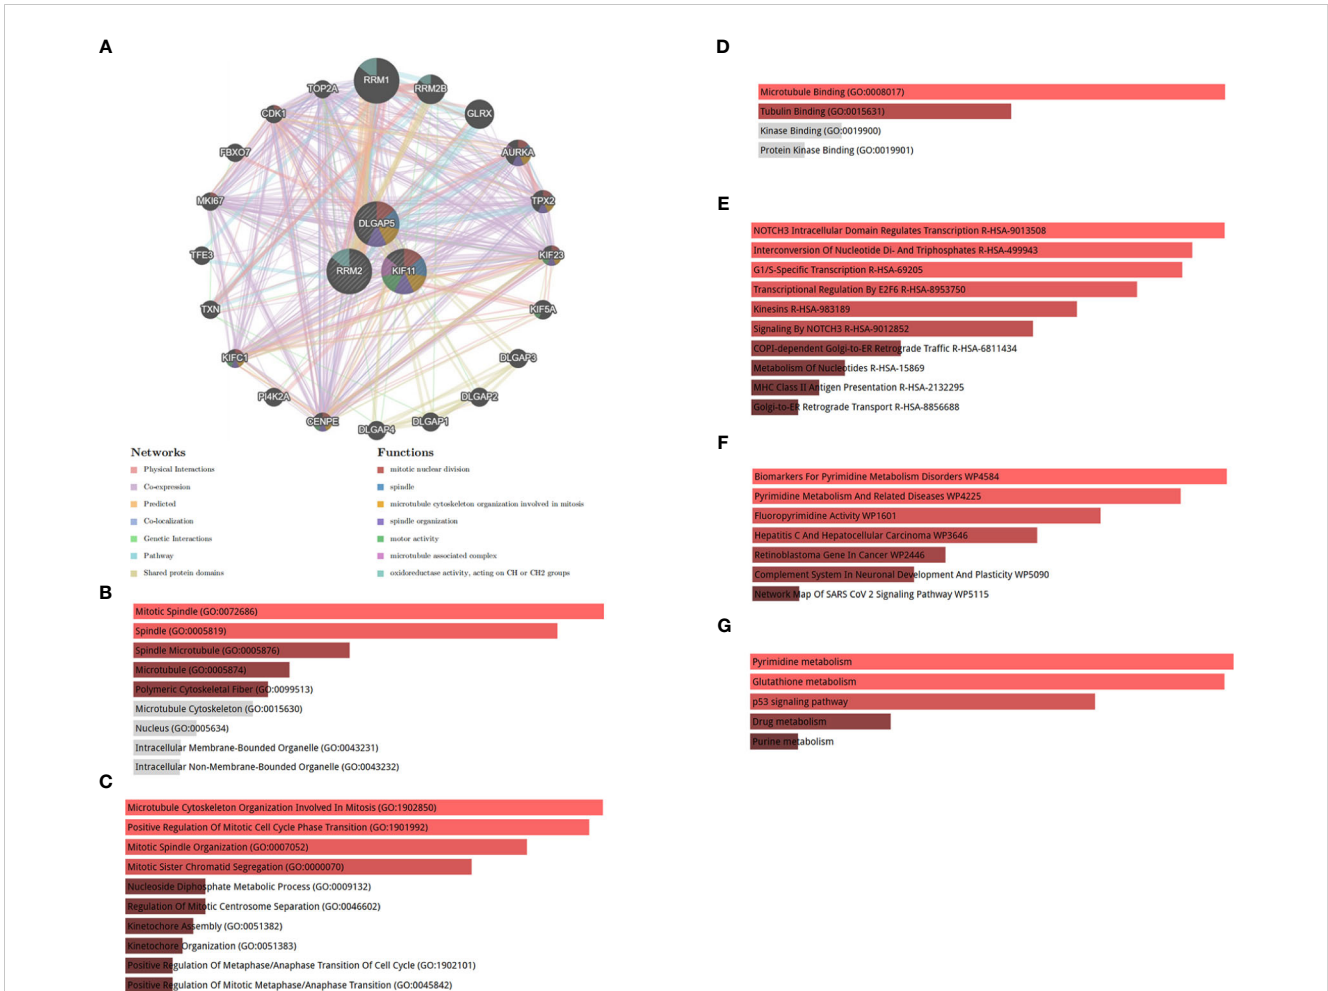 A
RRM1
TOP2A
RRM2B
CDK1
GLRX
FBXO7
AURKA
MKI67
TPX2
DLGAP5
TFE3
KIF23
RRM2
KIF11
TXN
KIF5A
KIFC1
DLGAP3
PI4K2A
DLGAP2
CENPE
DLGAP4
DLGAP1
Networks
Physical Interactions
Co-expression
Predicted
Co-localization
Genetic Interactions
Pathway
Shared protein domains
Functions
mitotic nuclear division
spindle
microtubule cytoskeleton organization involved in mitosis
spindle organization
motor activity
microtubule associated complex
oxidoreductase activity, acting on CH or CH2 groups
B
Mitotic Spindle (GO:0072686)
Spindle (GO:0005819)
Spindle Microtubule (GO:0005876)
Microtubule (GO:0005874)
Polymeric Cytoskeletal Fiber (GO:0099513)
Microtubule Cytoskeleton (GO:0015630)
Nucleus (GO:0005634)
Intracellular Membrane-Bounded Organelle (GO:0043231)
Intracellular Non-Membrane-Bounded Organelle (GO:0043232)
C
Microtubule Cytoskeleton Organization Involved In Mitosis (GO:1902850)
Positive Regulation Of Mitotic Cell Cycle Phase Transition (GO:1901992)
Mitotic Spindle Organization (GO:0007052)
Mitotic Sister Chromatid Segregation (GO:0000070)
Nucleoside Diphosphate Metabolic Process (GO:0009132)
Regulation Of Mitotic Centrosome Separation (GO:0046602)
Kinetochore Assembly (GO:0051382)
Kinetochore Organization (GO:0051383)
Positive Regulation Of Metaphase/Anaphase Transition Of Cell Cycle (GO:1902101)
Positive Regulation Of Mitotic Metaphase/Anaphase Transition (GO:0045842)
D
Microtubule Binding (GO:0008017)
Tubulin Binding (GO:0015631)
Kinase Binding (GO:0019900)
Protein Kinase Binding (GO:0019901)
E
NOTCH3 Intracellular Domain Regulates Transcription R-HSA-9013508
Interconversion Of Nucleotide Di- And Triphosphates R-HSA-499943
G1/S-Specific Transcription R-HSA-69205
Transcriptional Regulation By E2F6 R-HSA-8953750
Kinesins R-HSA-983189
Signaling By NOTCH3 R-HSA-9012852
COPI-dependent Golgi-to-ER Retrograde Traffic R-HSA-6811434
Metabolism Of Nucleotides R-HSA-15869
MHC Class II Antigen Presentation R-HSA-2132295
Golgi-to-ER Retrograde Transport R-HSA-8856688
F
Biomarkers For Pyrimidine Metabolism Disorders WP4584
Pyrimidine Metabolism And Related Diseases WP4225
Fluoropyrimidine Activity WP1601
Hepatitis C And Hepatocellular Carcinoma WP3646
Retinoblastoma Gene In Cancer WP2446
Complement System In Neuronal Development And Plasticity WP5090
Network Map Of SARS CoV 2 Signaling Pathway WP5115
G
Pyrimidine metabolism
Glutathione metabolism
p53 signaling pathway
Drug metabolism
Purine metabolism